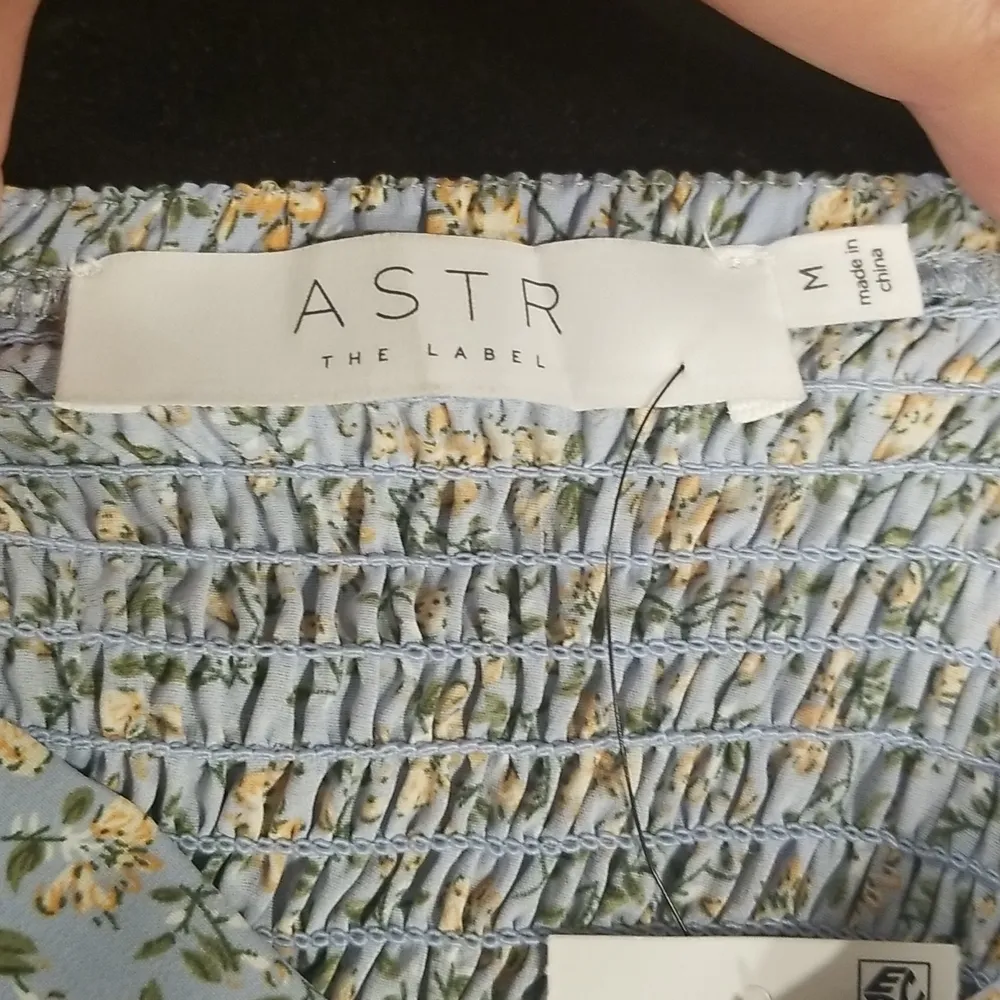 ASTR
THE LABEL
M
made in
china